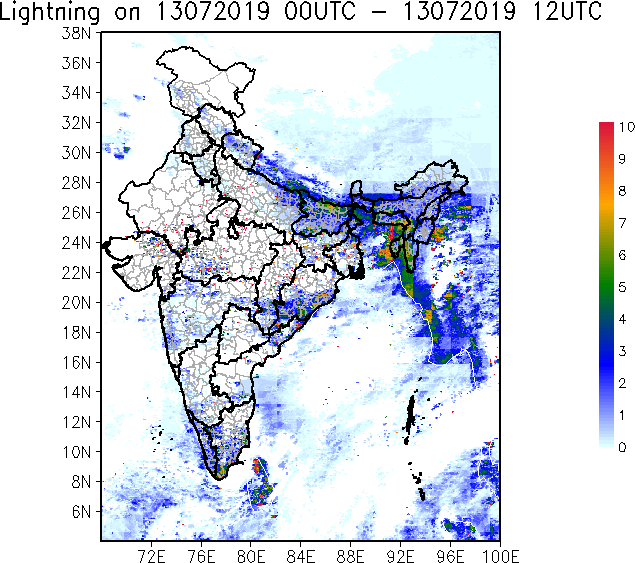 Lightning on 13072019 00UTC – 13072019 12UTC
38N
36N
34N
32N
30N
28N
26N
24N
22N
20N
18N
16N
14N
12N
10N
8N
6N
72E 76E 80E 84E 88E 92E 96E 100E
10
9
8
7
6
5
4
3
2
1
0